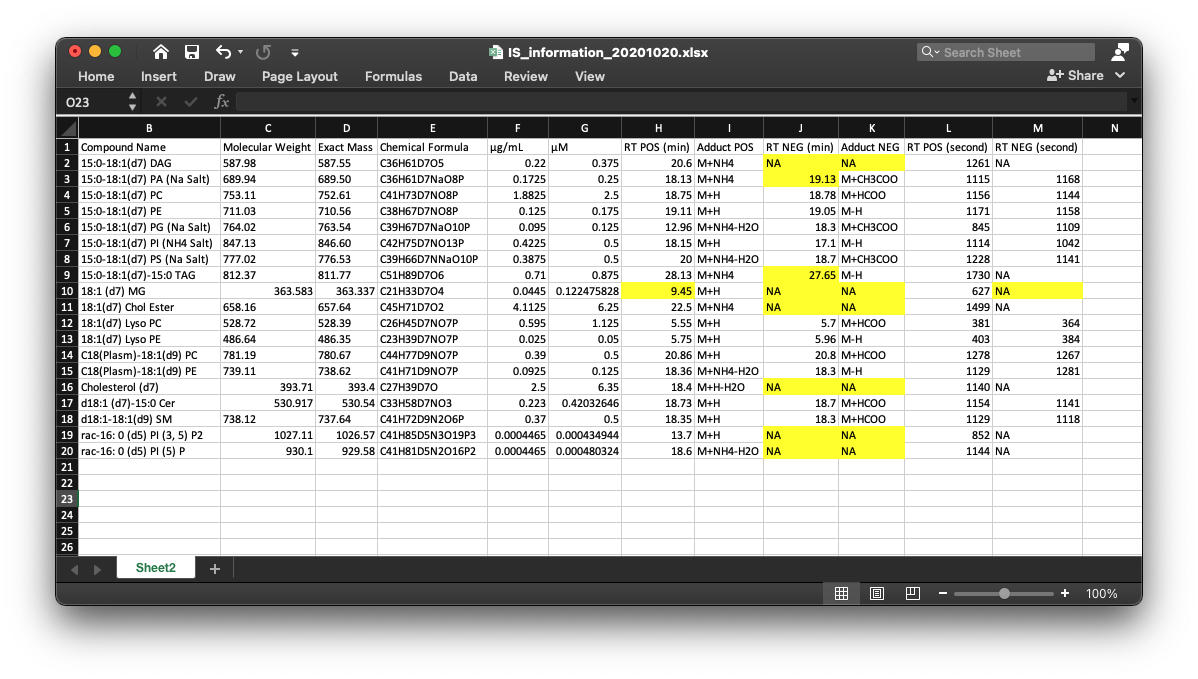 IS_information_20201020.xlsx
Search Sheet
Home Insert Draw Page Layout Formulas Data Review View Share
O23 fx
B C D E F G H I J K L M N
1 Compound Name Molecular Weight Exact Mass Chemical Formula µg/mL µM RT POS (min) Adduct POS RT NEG (min) Adduct NEG RT POS (second) RT NEG (second)
2 15:0-18:1(d7) DAG 587.98 587.55 C36H61D7O5 0.22 0.375 20.6 M+NH4 NA NA 1261 NA
3 15:0-18:1(d7) PA (Na Salt) 689.94 689.50 C36H61D7NaO8P 0.1725 0.25 18.13 M+NH4 19.13 M+CH3COO 1115 1168
4 15:0-18:1(d7) PC 753.11 752.61 C41H73D7NO8P 1.8825 2.5 18.75 M+H 18.78 M+HCOO 1156 1144
5 15:0-18:1(d7) PE 711.03 710.56 C38H67D7NO8P 0.125 0.175 19.11 M+H 19.05 M-H 1171 1158
6 15:0-18:1(d7) PG (Na Salt) 764.02 763.54 C39H67D7NaO10P 0.095 0.125 12.96 M+NH4-H2O 18.3 M+CH3COO 845 1109
7 15:0-18:1(d7) PI (NH4 Salt) 847.13 846.60 C42H75D7NO13P 0.4225 0.5 18.15 M+H 17.1 M-H 1114 1042
8 15:0-18:1(d7) PS (Na Salt) 777.02 776.53 C39H66D7NNaO10P 0.3875 0.5 20 M+NH4-H2O 18.7 M+CH3COO 1228 1141
9 15:0-18:1(d7)-15:0 TAG 812.37 811.77 C51H89D7O6 0.71 0.875 28.13 M+NH4 27.65 M-H 1730 NA
10 18:1 (d7) MG 363.583 363.337 C21H33D7O4 0.0445 0.122475828 9.45 M+H NA NA 627 NA
11 18:1(d7) Chol Ester 658.16 657.64 C45H71D7O2 4.1125 6.25 22.5 M+NH4 NA NA 1499 NA
12 18:1(d7) Lyso PC 528.72 528.39 C26H45D7NO7P 0.595 1.125 5.55 M+H 5.7 M+HCOO 381 364
13 18:1(d7) Lyso PE 486.64 486.35 C23H39D7NO7P 0.025 0.05 5.75 M+H 5.96 M-H 403 384
14 C18(Plasm)-18:1(d9) PC 781.19 780.67 C44H77D9NO7P 0.39 0.5 20.86 M+H 20.8 M+HCOO 1278 1267
15 C18(Plasm)-18:1(d9) PE 739.11 738.62 C41H71D9NO7P 0.0925 0.125 18.36 M+NH4-H2O 18.3 M-H 1129 1281
16 Cholesterol (d7) 393.71 393.4 C27H39D7O 2.5 6.35 18.4 M+H-H2O NA NA 1140 NA
17 d18:1 (d7)-15:0 Cer 530.917 530.54 C33H58D7NO3 0.223 0.42032646 18.73 M+H 18.7 M+HCOO 1154 1141
18 d18:1-18:1(d9) SM 738.12 737.64 C41H72D9N2O6P 0.37 0.5 18.35 M+H 18.3 M+HCOO 1129 1118
19 rac-16: 0 (d5) PI (3, 5) P2 1027.11 1026.57 C41H85D5N3O19P3 0.0004465 0.000434944 13.7 M+H NA NA 852 NA
20 rac-16: 0 (d5) PI (5) P 930.1 929.58 C41H81D5N2O16P2 0.0004465 0.000480324 18.6 M+NH4-H2O NA NA 1144 NA
21
22
23
24
25
26
Sheet2 +
100%